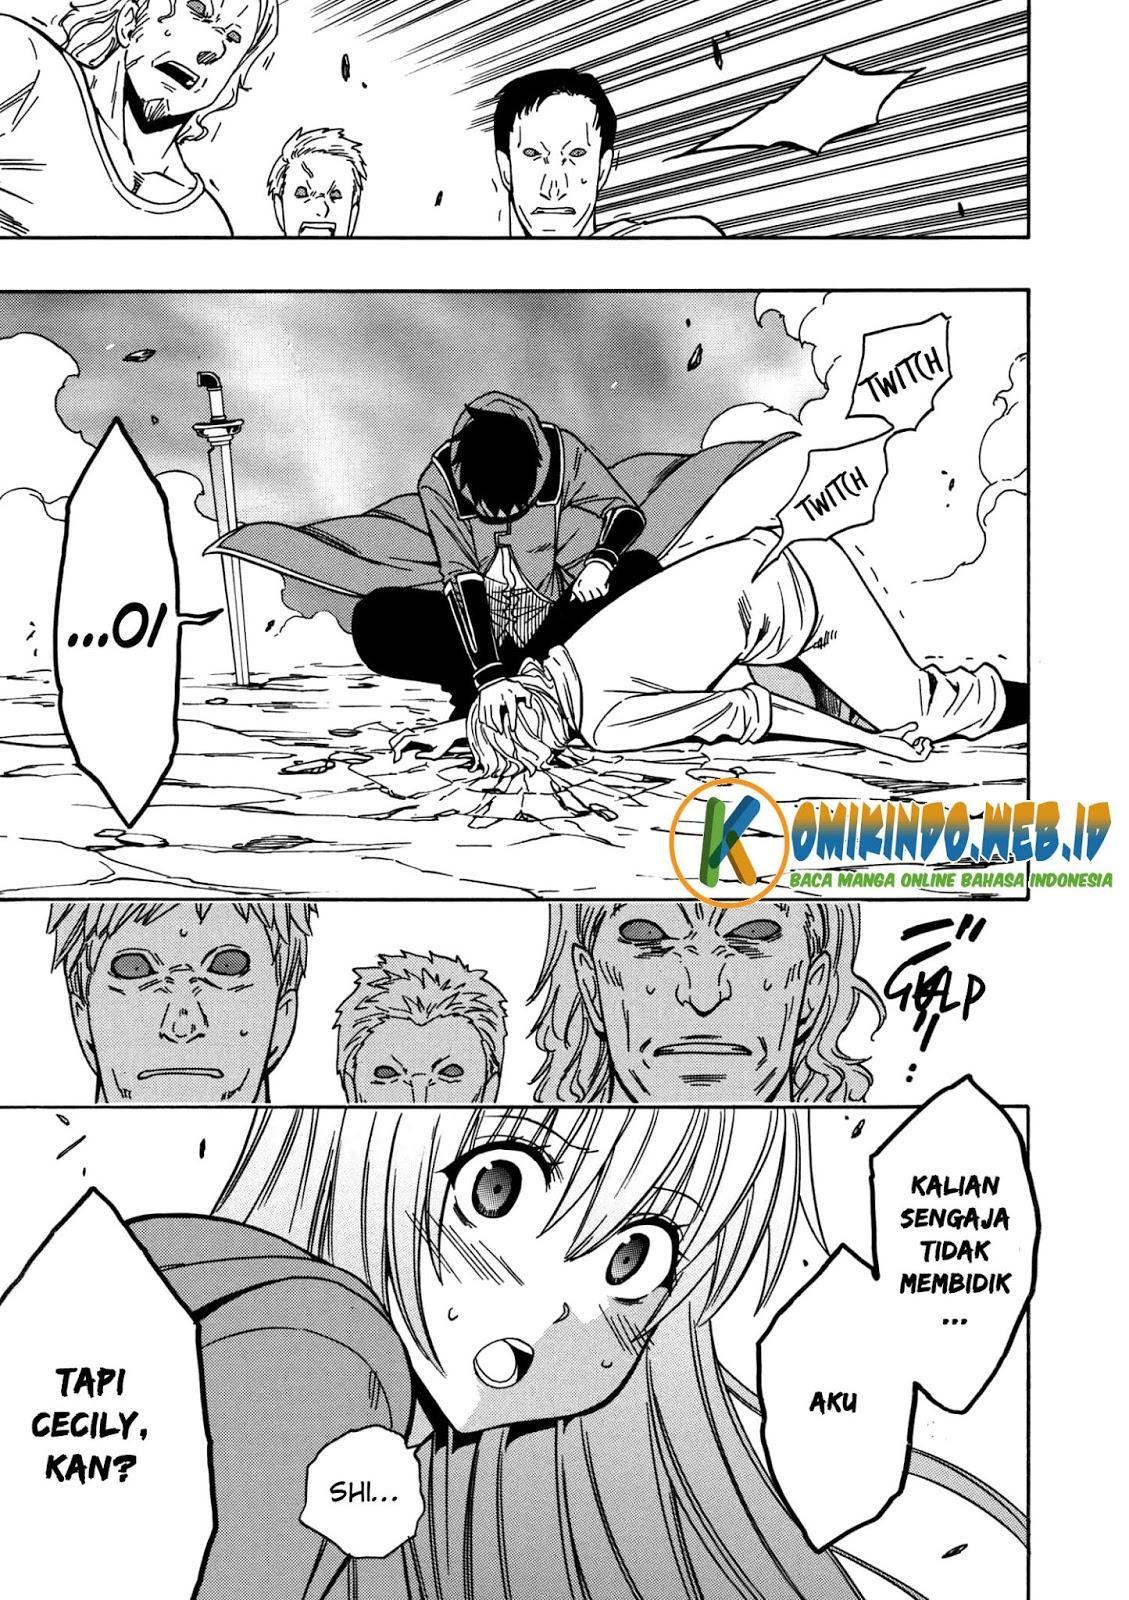 TWITCH
TWITCH
...OI
KOMIKINDO.WEB.ID
BACA MANGA ONLINE BAHASA INDONESIA
GULP
KALIAN
SENGAJA
TIDAK
MEMBIDIK
...
AKU
SHI...
TAPI
CECILY,
KAN?